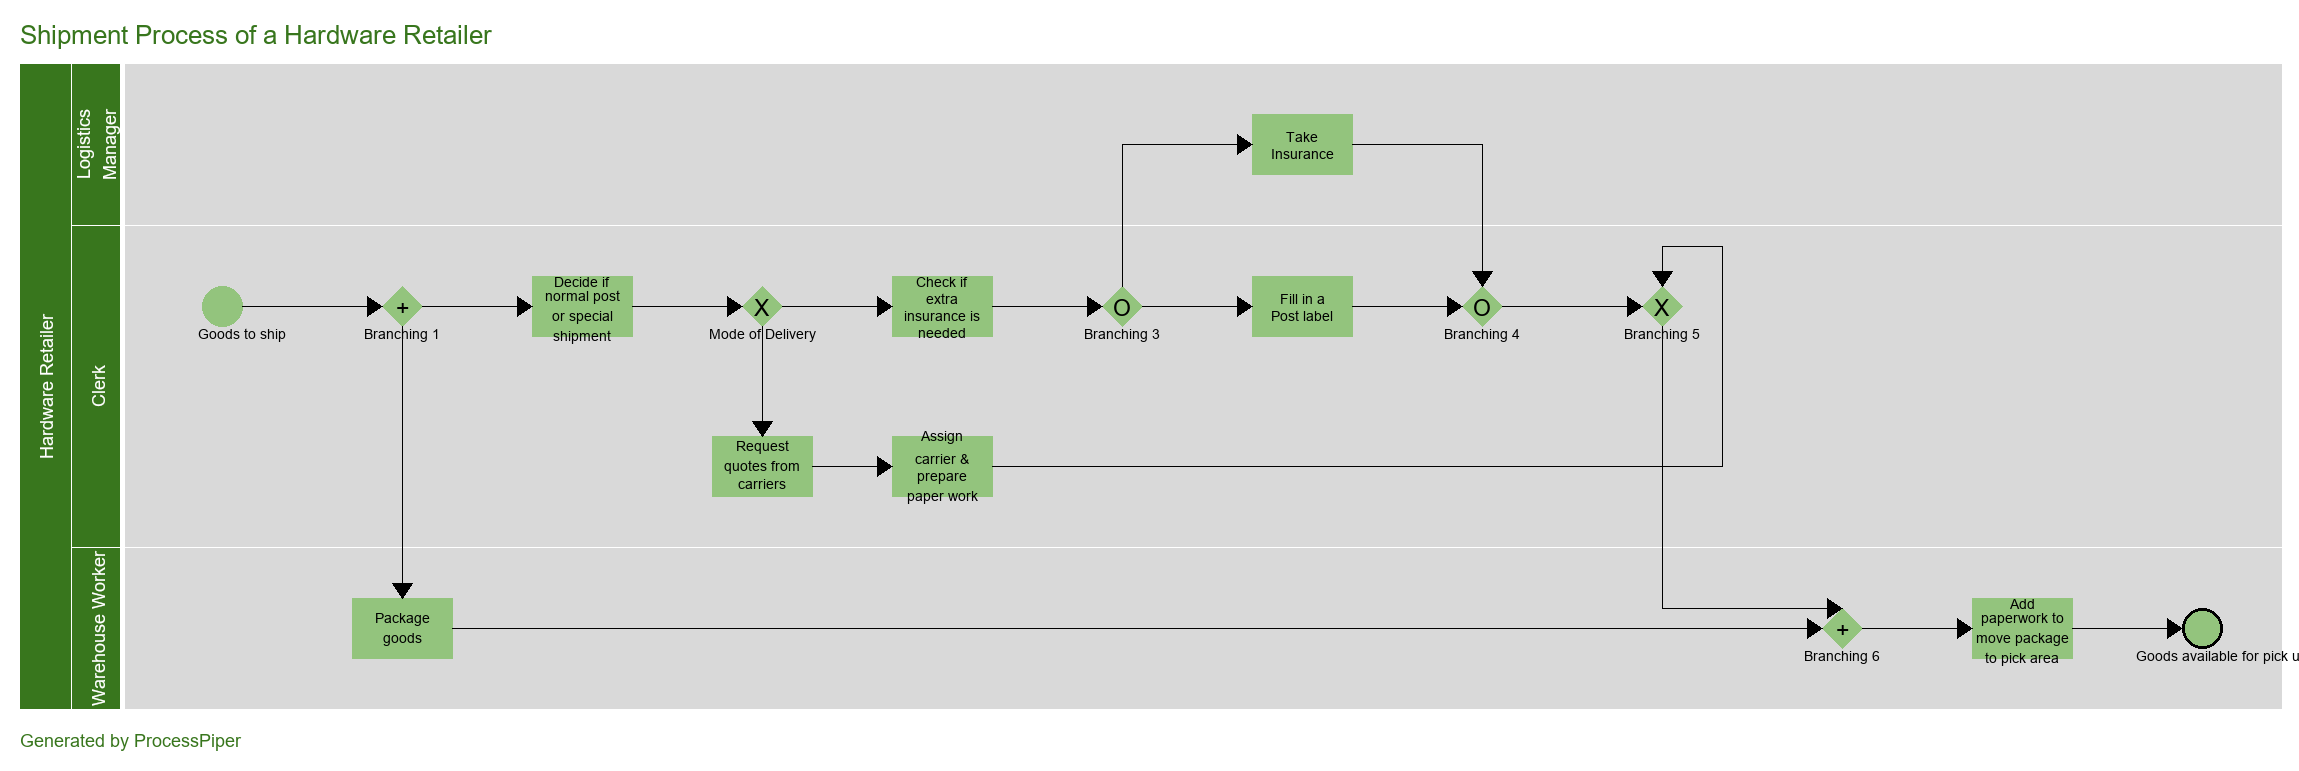 Shipment Process of a Hardware Retailer
Hardware Retailer
Logistics
Manager
Take
Insurance
Clerk
Goods to ship
+
Branching 1
Decide if
normal post
or special
shipment
X
Mode of Delivery
Check if
extra
insurance is
needed
O
Branching 3
Fill in a
Post label
O
Branching 4
X
Branching 5
Request
quotes from
carriers
Assign
carrier &
prepare
paper work
Warehouse Worker
Package
goods
+
Branching 6
Add
paperwork to
move package
to pick area
Goods available for pick u
Generated by ProcessPiper